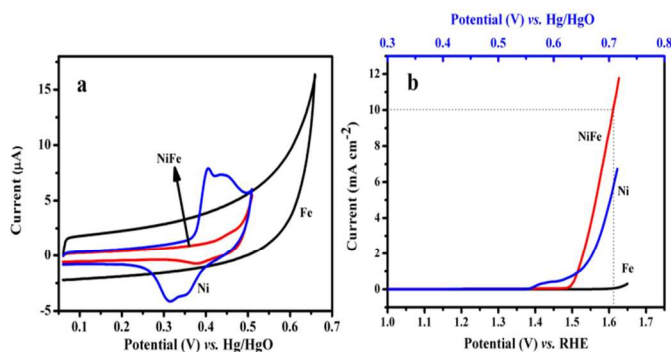 a
NiFe
Fe
Ni
Current (μA)
15
10
5
0
-5
0.1 0.2 0.3 0.4 0.5 0.6 0.7
Potential (V) vs. Hg/HgO
Potential (V) vs. Hg/HgO
0.3 0.4 0.5 0.6 0.7
b
NiFe
Ni
Fe
Current (mA cm-2)
12
10
8
6
4
2
0
1.0 1.1 1.2 1.3 1.4 1.5 1.6 1.7
Potential (V) vs. RHE